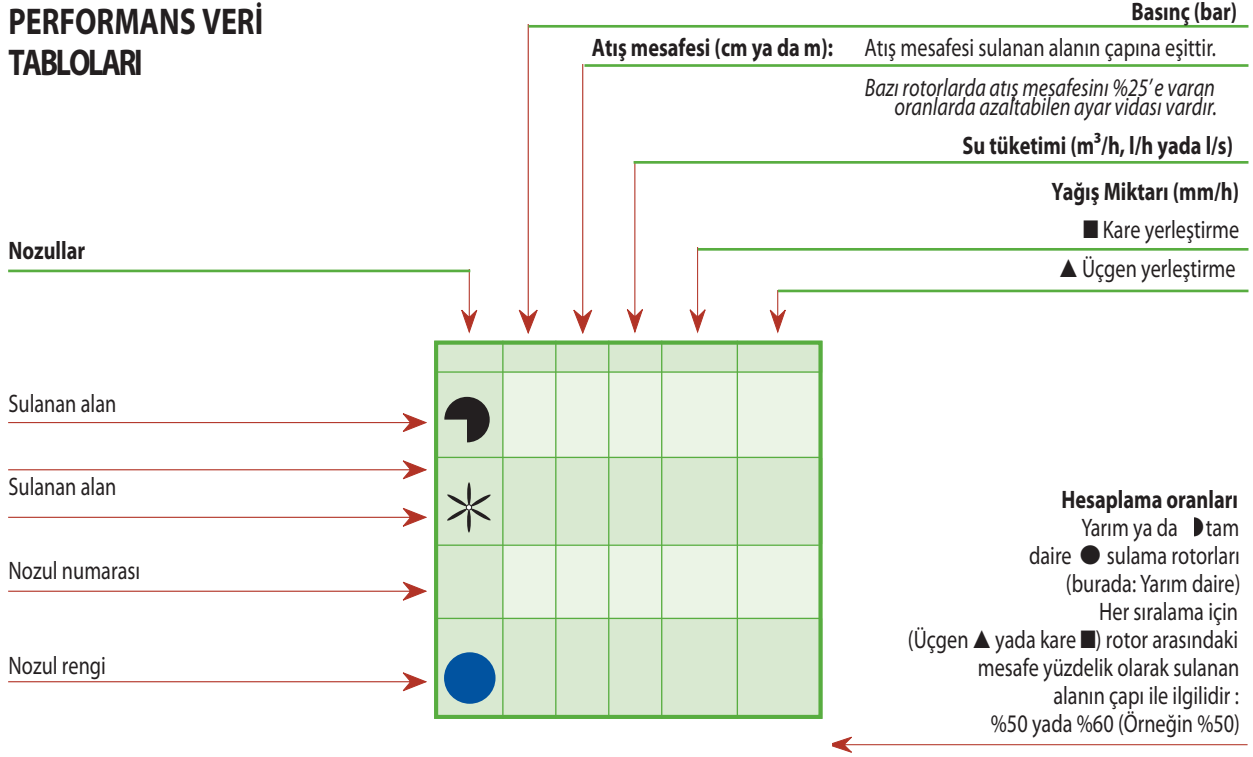 PERFORMANS VERİ
TABLOLARI
Basınç (bar)
Atış mesafesi (cm ya da m): Atış mesafesi sulanan alanın çapına eşittir.
Bazı rotorlarda atış mesafesini %25'e varan
oranlarda azaltabilen ayar vidası vardır.
Su tüketimi (m³/h, l/h yada l/s)
Yağış Miktarı (mm/h)
■ Kare yerleştirme
▲ Üçgen yerleştirme
Nozullar
Sulanan alan
Sulanan alan
Nozul numarası
Nozul rengi
Hesaplama oranları
Yarım ya da ◗ tam
daire ● sulama rotorları
(burada: Yarım daire)
Her sıralama için
(Üçgen ▲ yada kare ■) rotor arasındaki
mesafe yüzdelik olarak sulanan
alanın çapı ile ilgilidir :
%50 yada %60 (Örneğin %50)